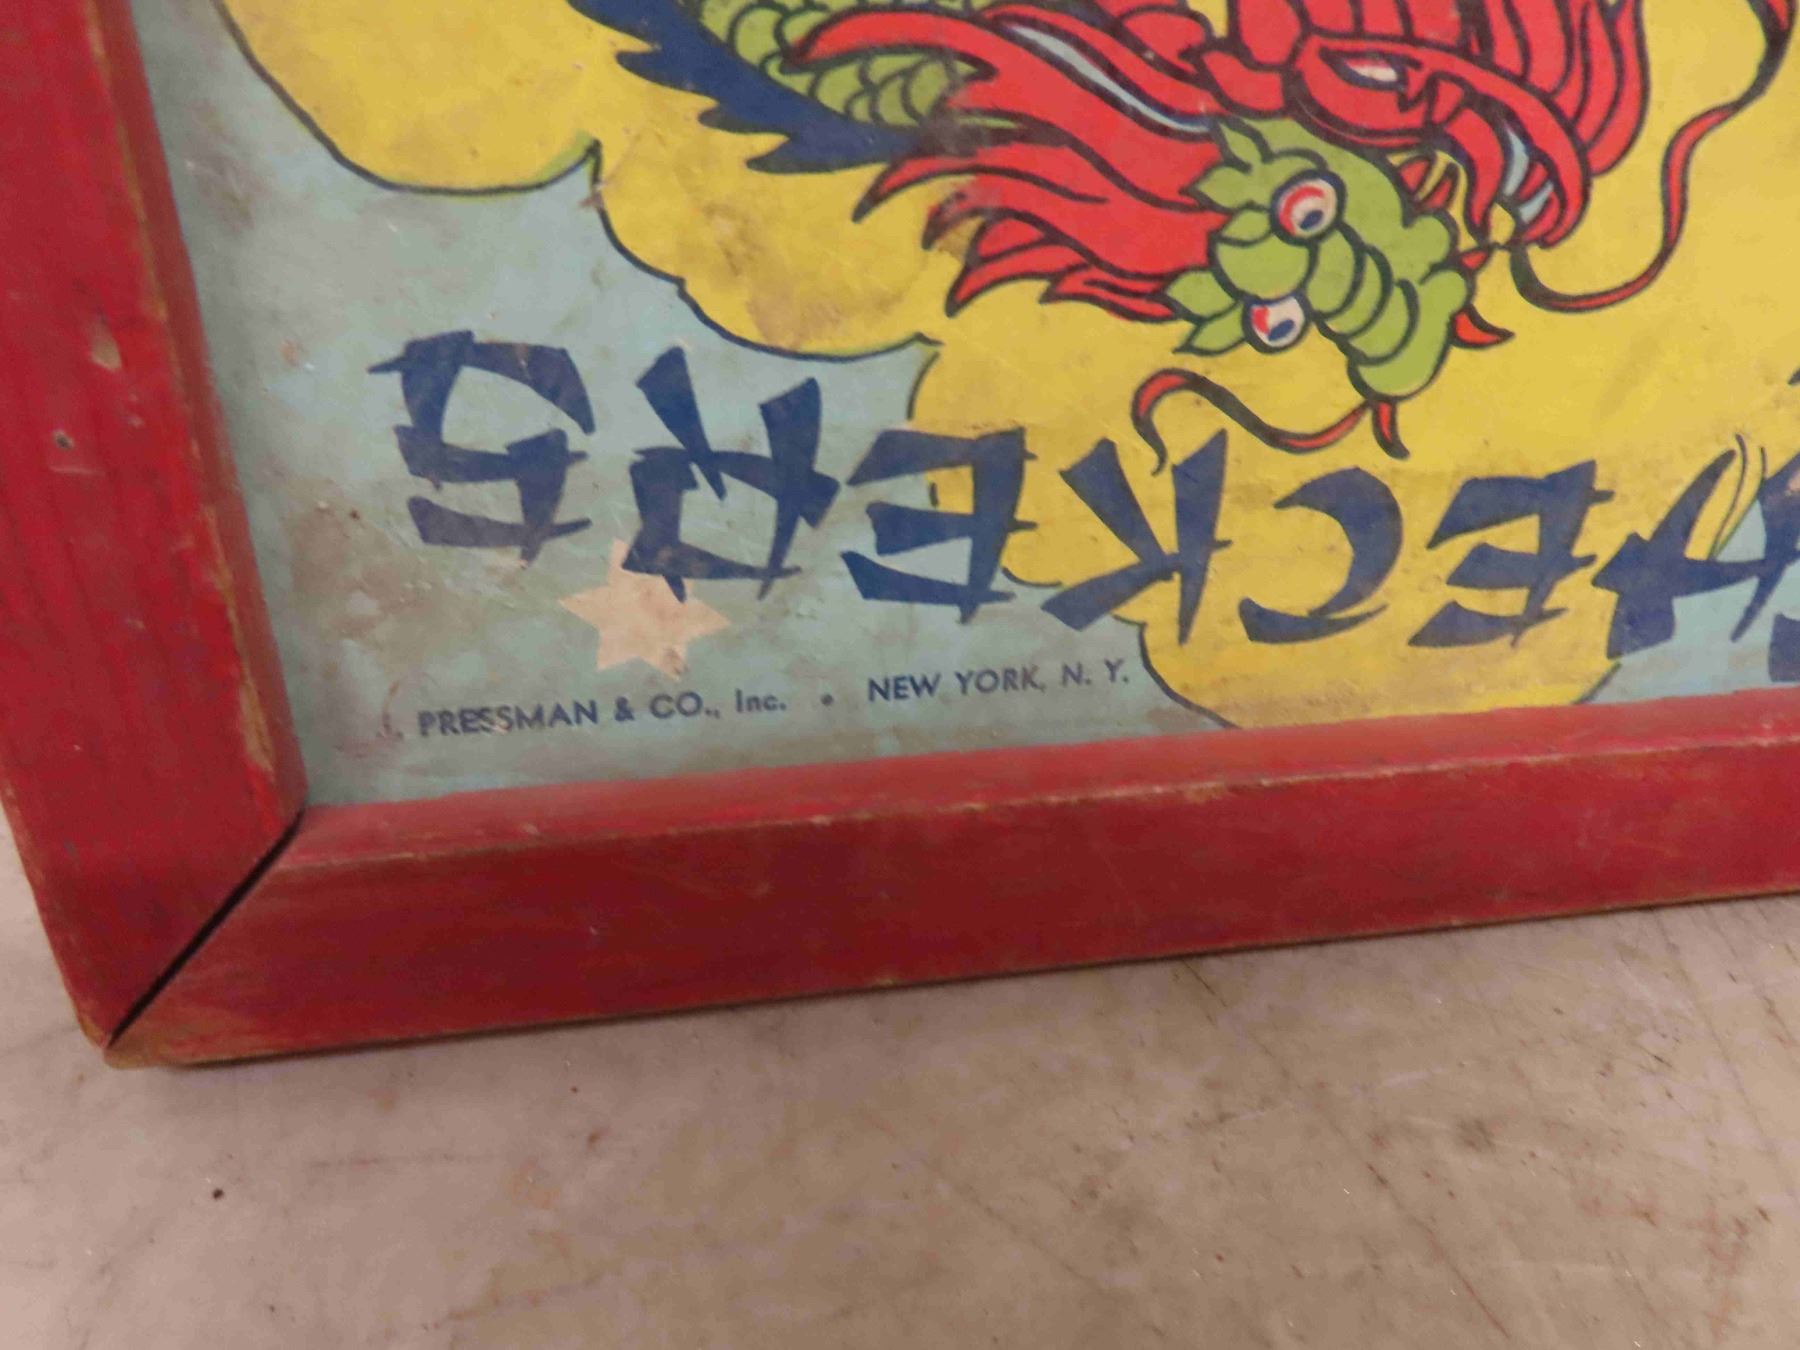 HECKERS
J. PRESSMAN & CO., Inc. • NEW YORK, N. Y.